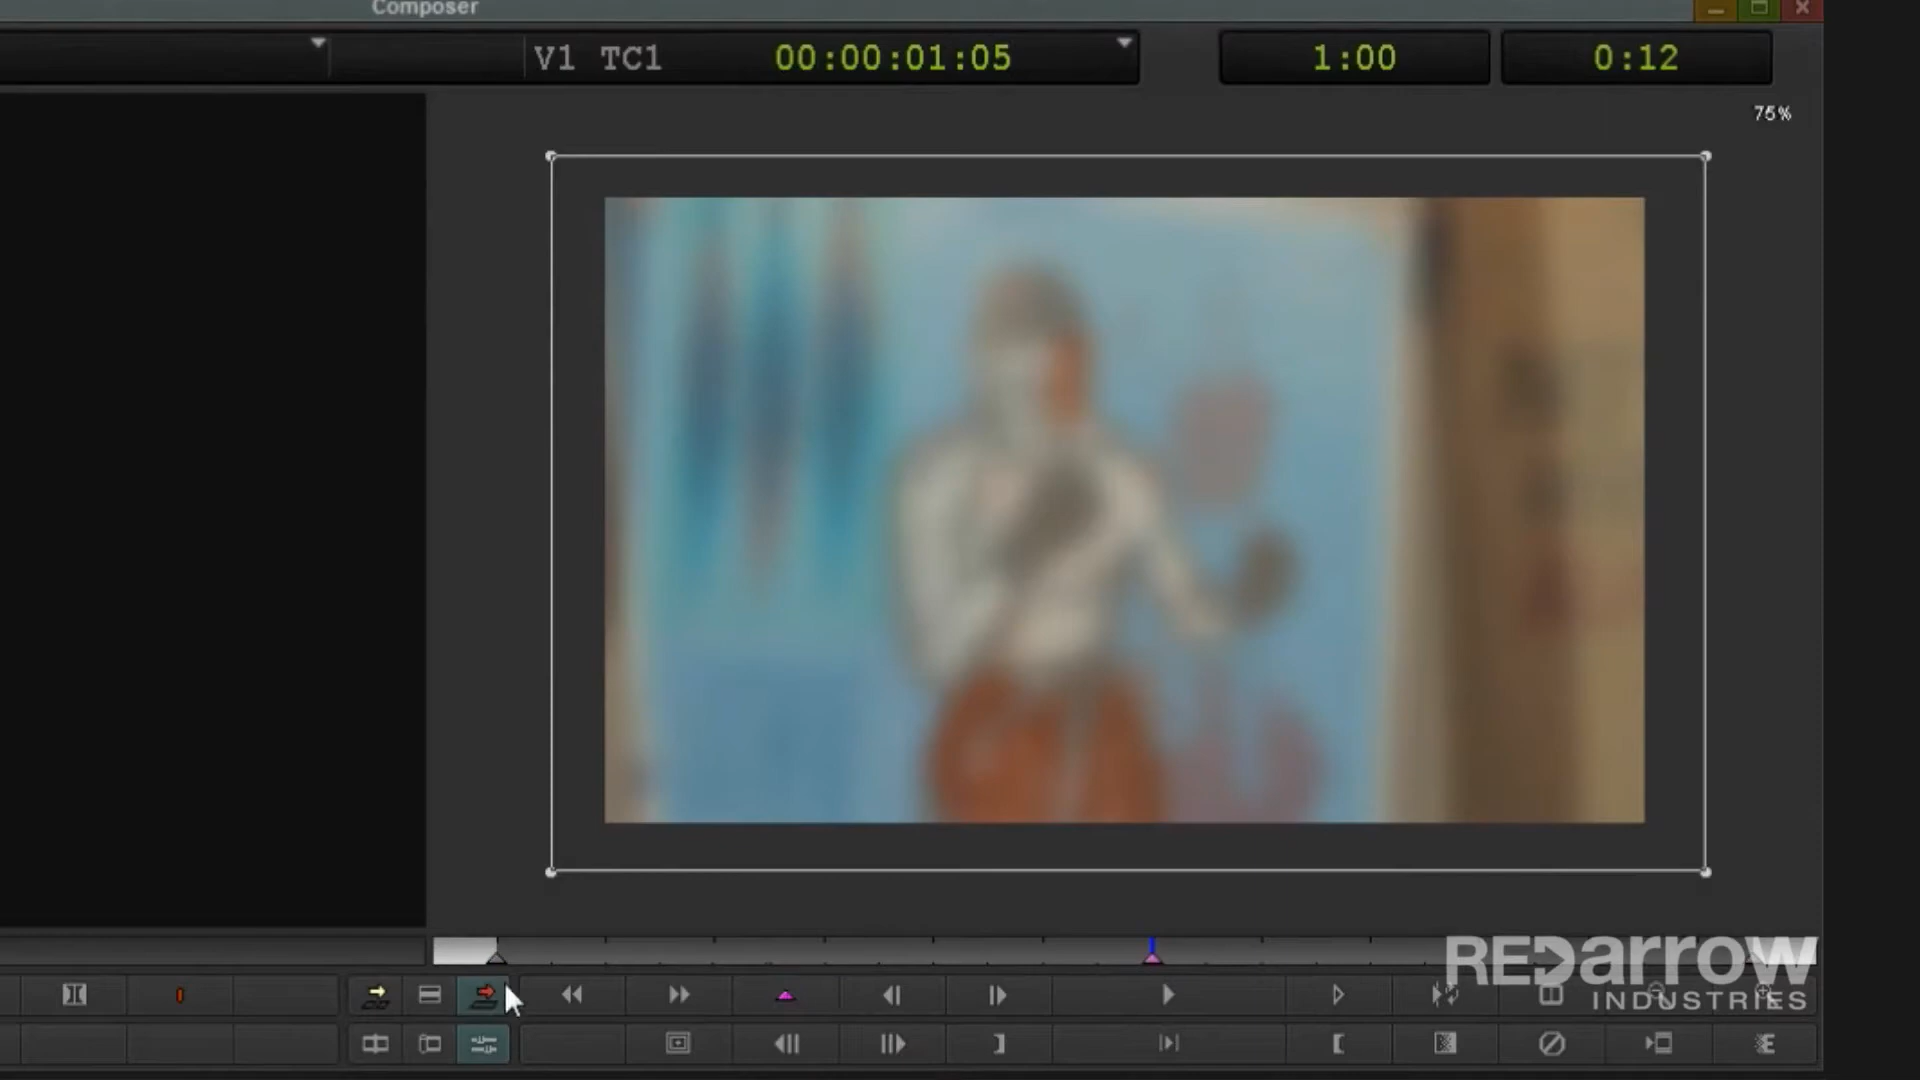 Composer
V1 TC1 00:00:01:05
1:00
0:12
75%
REDarrow
INDUSTRIES